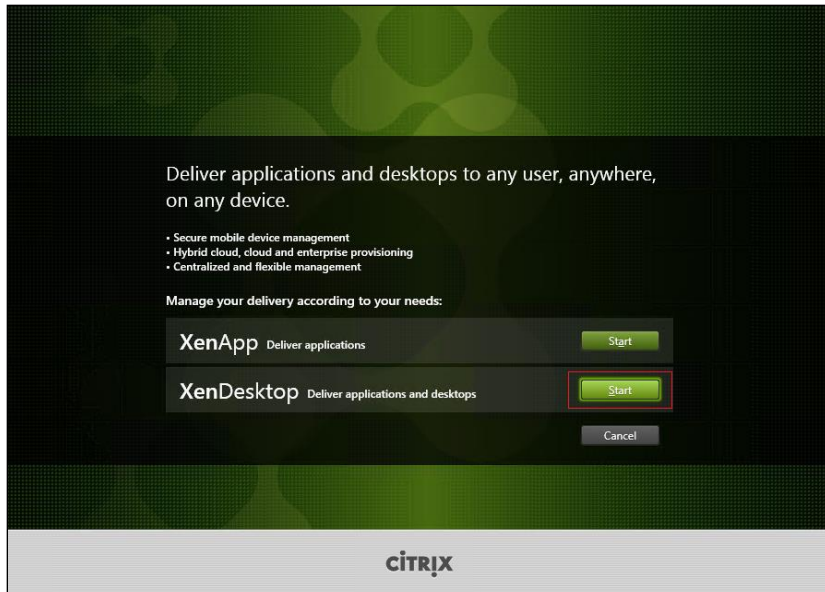 Deliver applications and desktops to any user, anywhere,
on any device.
• Secure mobile device management
• Hybrid cloud, cloud and enterprise provisioning
• Centralized and flexible management
Manage your delivery according to your needs:
XenApp Deliver applications Start
XenDesktop Deliver applications and desktops Start
Cancel
CITRIX